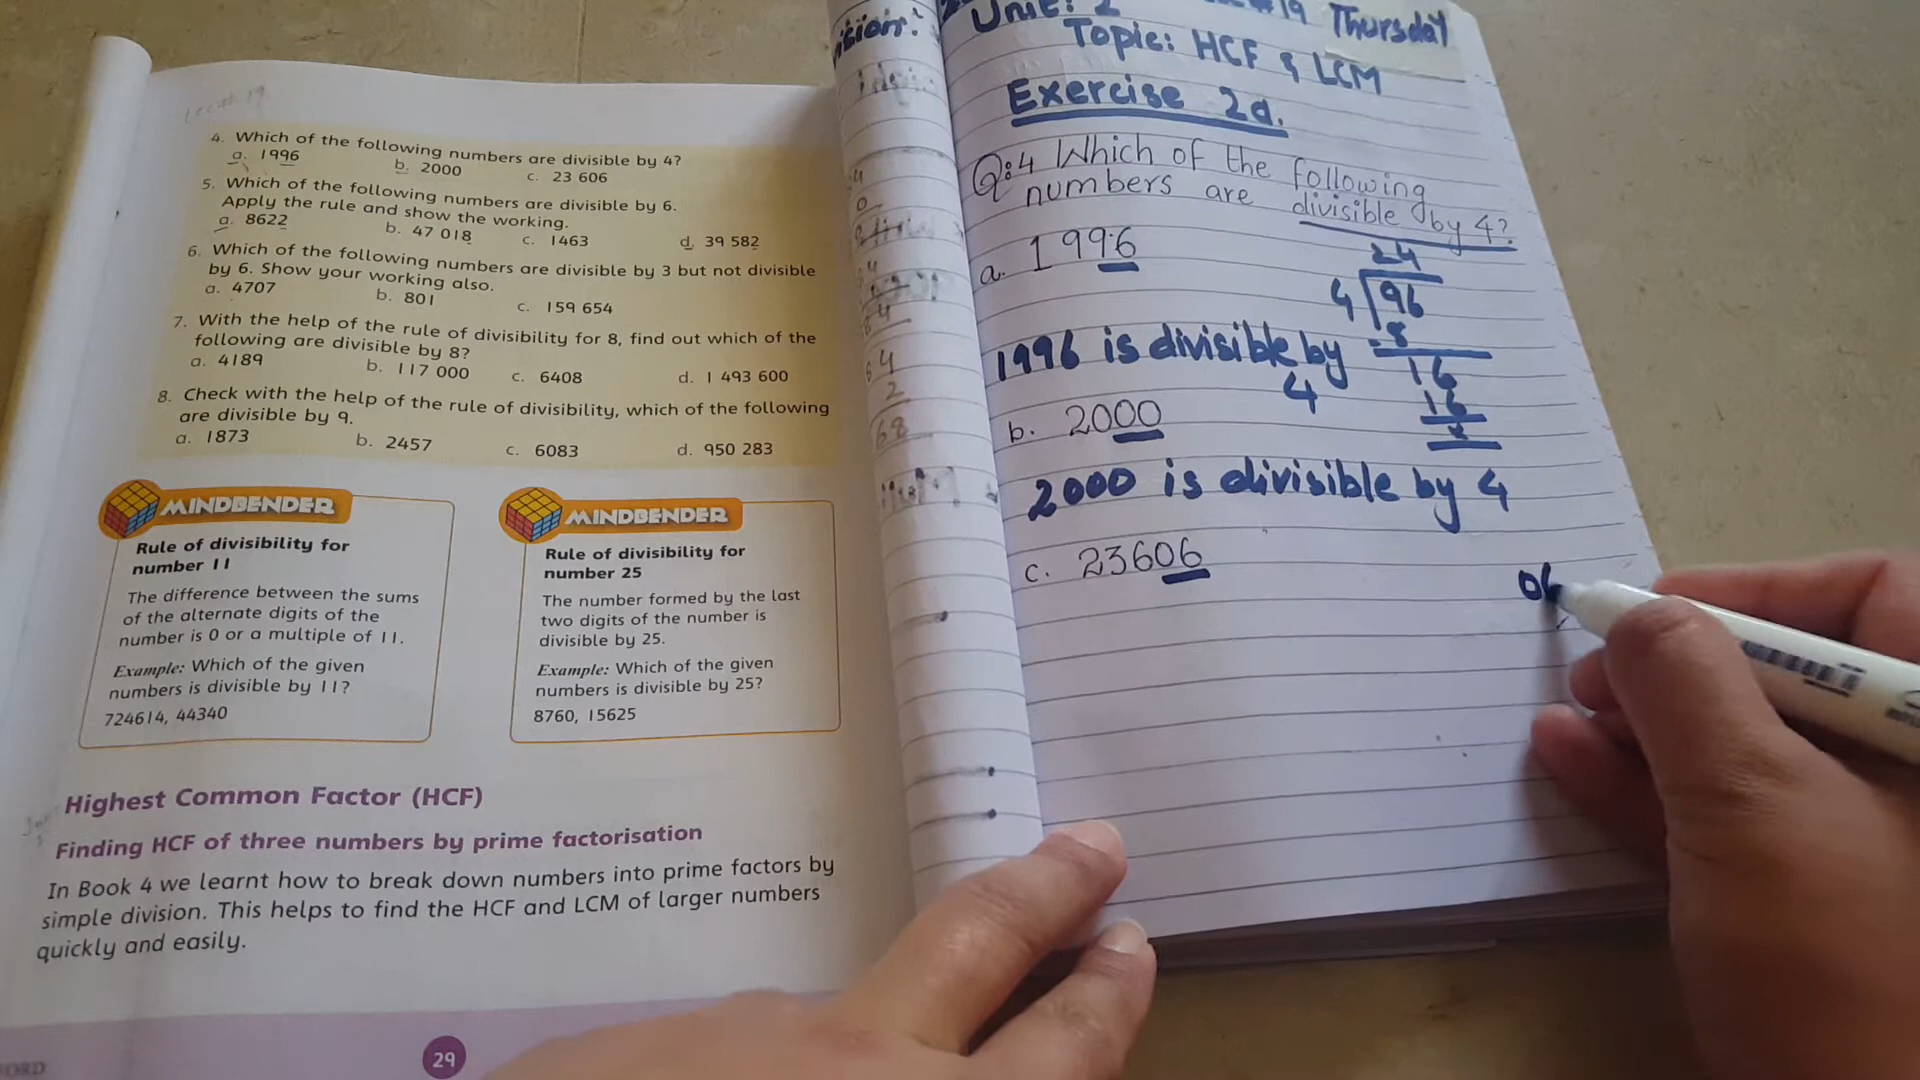 4. Which of the following numbers are divisible by 4?
a. 1996 b. 2000 c. 23 606
5. Which of the following numbers are divisible by 6.
Apply the rule and show the working.
a. 8622 b. 47 018 c. 1463 d. 39 582
6. Which of the following numbers are divisible by 3 but not divisible
by 6. Show your working also.
a. 4707 b. 801 c. 159 654
7. With the help of the rule of divisibility for 8, find out which of the
following are divisible by 8?
a. 4189 b. 117 000 c. 6408 d. 1 493 600
8. Check with the help of the rule of divisibility, which of the following
are divisible by 9.
a. 1873 b. 2457 c. 6083 d. 950 283
MINDBENDER
Rule of divisibility for
number 11
The difference between the sums
of the alternate digits of the
number is 0 or a multiple of 11.
Example: Which of the given
numbers is divisible by 11?
724614, 44340
MINDBENDER
Rule of divisibility for
number 25
The number formed by the last
two digits of the number is
divisible by 25.
Example: Which of the given
numbers is divisible by 25?
8760, 15625
Highest Common Factor (HCF)
Finding HCF of three numbers by prime factorisation
In Book 4 we learnt how to break down numbers into prime factors by
simple division. This helps to find the HCF and LCM of larger numbers
quickly and easily.
29
Unit: 2 #19 Thursday
Topic: HCF & LCM
Exercise 2a.
Q:4 Which of the following
numbers are divisible by 4?
a. 1996
24
4 96
- 8
16
16
x
1996 is divisible by
4
b. 2000
2000 is divisible by 4
c. 23606